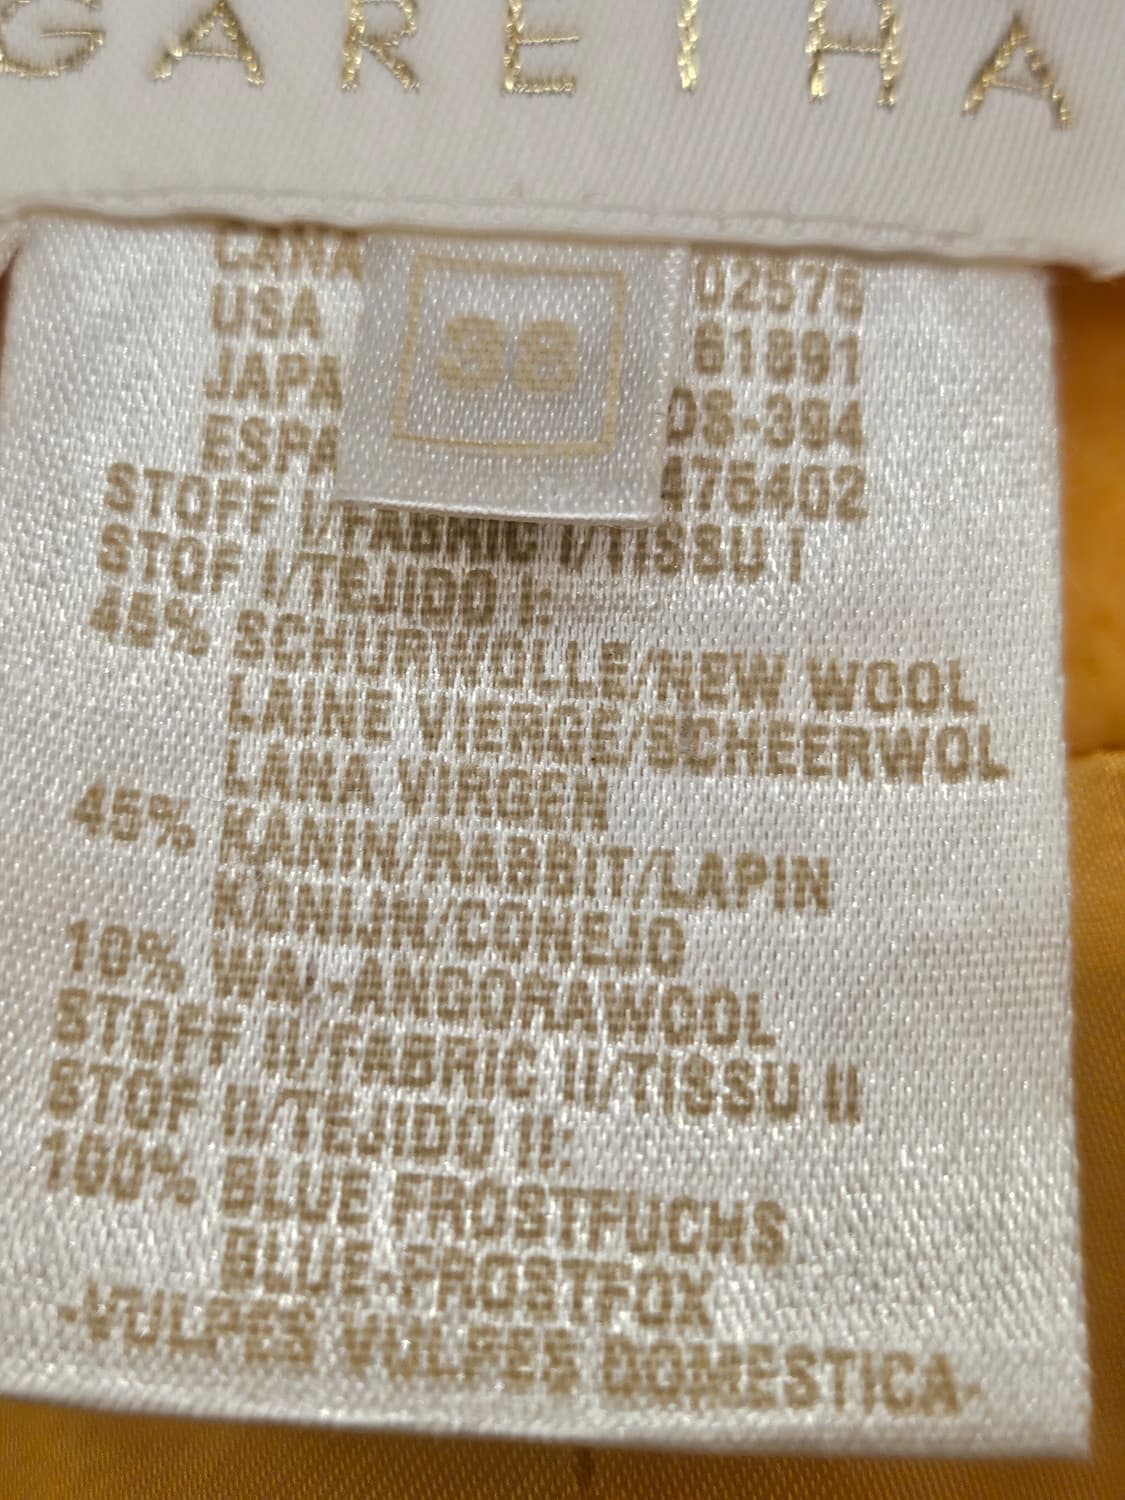 GARETHA
38
CANA 02575
USA 61891
JAPA 08-394
ESPA 475402
STOFF I/FABRIC I/TISSU I
STOF I/TEJIDO I:
45% SCHURWOLLE/NEW WOOL
LAINE VIERGE/SCHEERWOL
LANA VIRGEN
45% KANIN/RABBIT/LAPIN
KONIJN/CONEJO
10% WA.-ANGORAWOOL
STOFF II/FABRIC II/TISSU II
STOF II/TEJIDO II:
100% BLUE FROSTFUCHS
BLUE-FROSTFOX
-VULPES VULPES DOMESTICA-